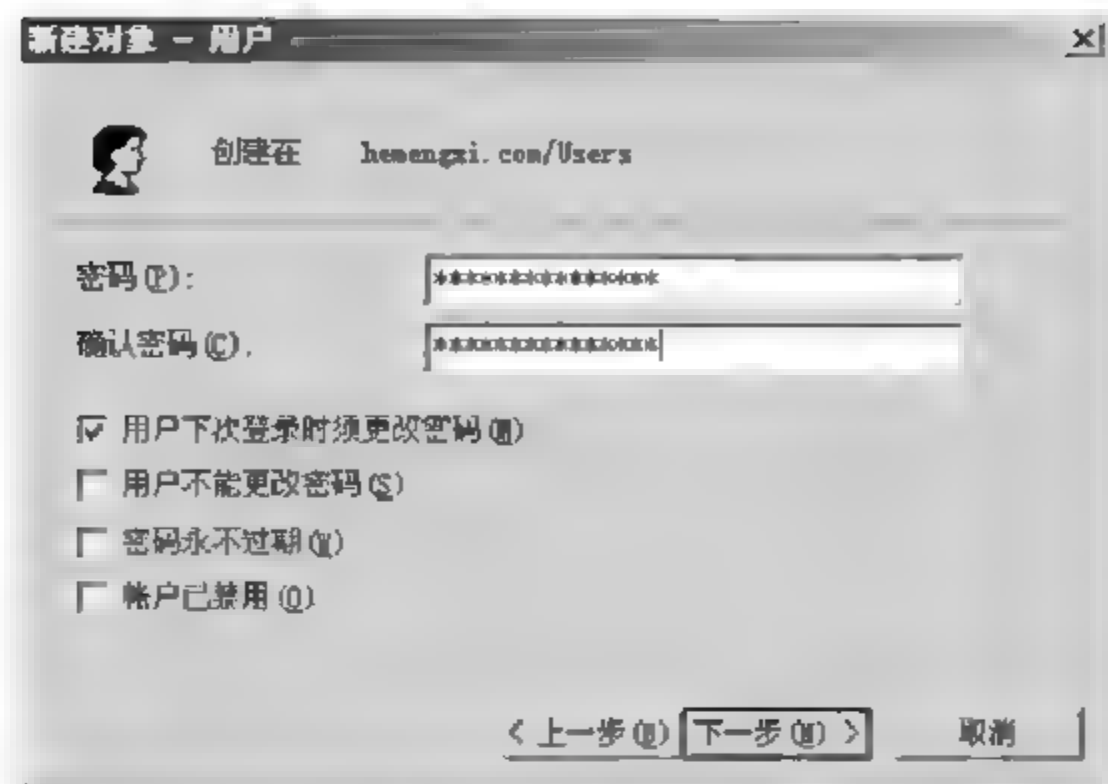 新建对象 - 用户
创建在 hemengxi.com/Users
密码(P):
***************
确认密码(C):
***************
用户下次登录时须更改密码(M)
用户不能更改密码(S)
密码永不过期(W)
帐户已禁用(O)
< 上一步(B) 下一步(N) > 取消